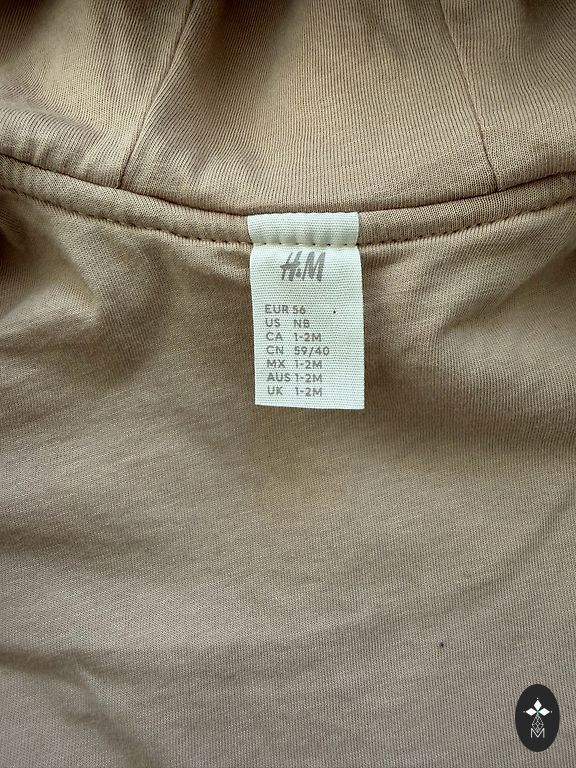 H&M
EUR 56
US NB
CA 1-2M
CN 59/40
MX 1-2M
AUS 1-2M
UK 1-2M
M